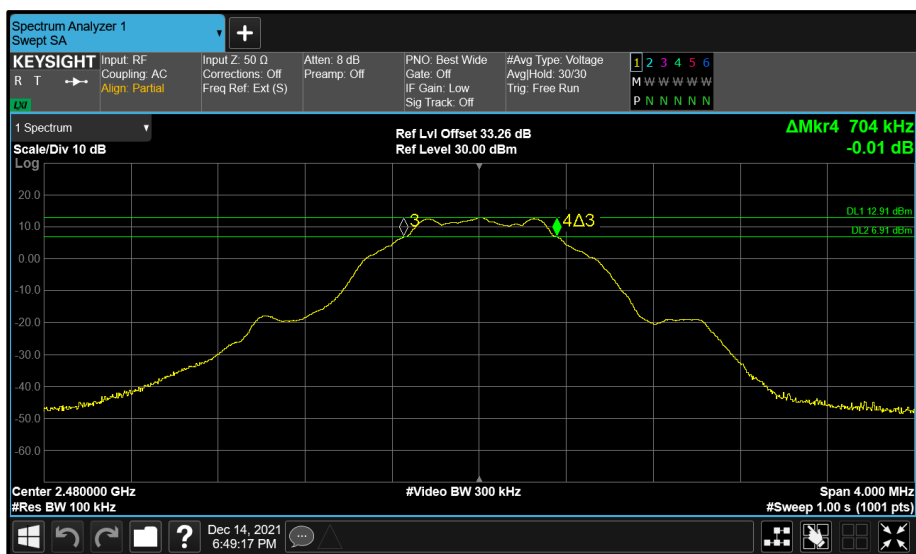 Spectrum Analyzer 1
Swept SA
KEYSIGHT
R T
LXI
Input: RF
Coupling: AC
Align: Partial
Input Z: 50 Ω
Corrections: Off
Freq Ref: Ext (S)
Atten: 8 dB
Preamp: Off
PNO: Best Wide
Gate: Off
IF Gain: Low
Sig Track: Off
#Avg Type: Voltage
Avg|Hold: 30/30
Trig: Free Run
1 2 3 4 5 6
M W W W W W
P N N N N N
1 Spectrum
Scale/Div 10 dB
Log
Ref Lvl Offset 33.26 dB
Ref Level 30.00 dBm
ΔMkr4 704 kHz
-0.01 dB
20.0
10.0
0.00
-10.0
-20.0
-30.0
-40.0
-50.0
-60.0
3
4Δ3
DL1 12.91 dBm
DL2 6.91 dBm
Center 2.480000 GHz
#Res BW 100 kHz
#Video BW 300 kHz
Span 4.000 MHz
#Sweep 1.00 s (1001 pts)
?
Dec 14, 2021
6:49:17 PM